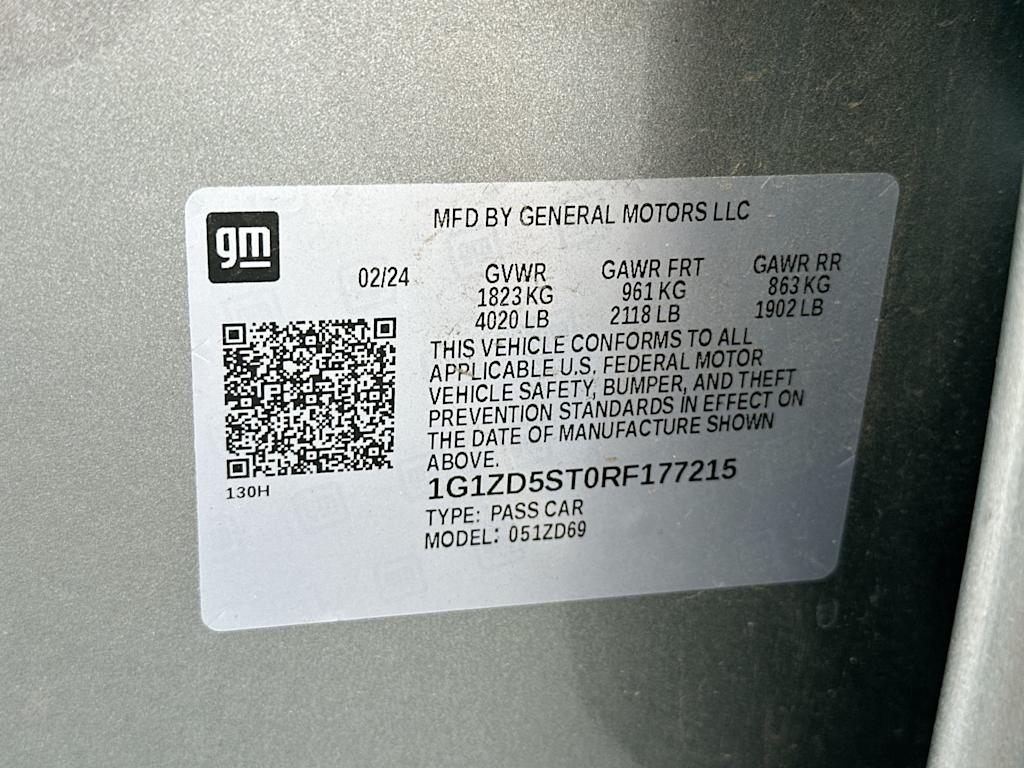 gm
MFD BY GENERAL MOTORS LLC
02/24 GVWR GAWR FRT GAWR RR
1823 KG 961 KG 863 KG
4020 LB 2118 LB 1902 LB
THIS VEHICLE CONFORMS TO ALL
APPLICABLE U.S. FEDERAL MOTOR
VEHICLE SAFETY, BUMPER, AND THEFT
PREVENTION STANDARDS IN EFFECT ON
THE DATE OF MANUFACTURE SHOWN
ABOVE.
1G1ZD5ST0RF177215
130H
TYPE: PASS CAR
MODEL: 051ZD69